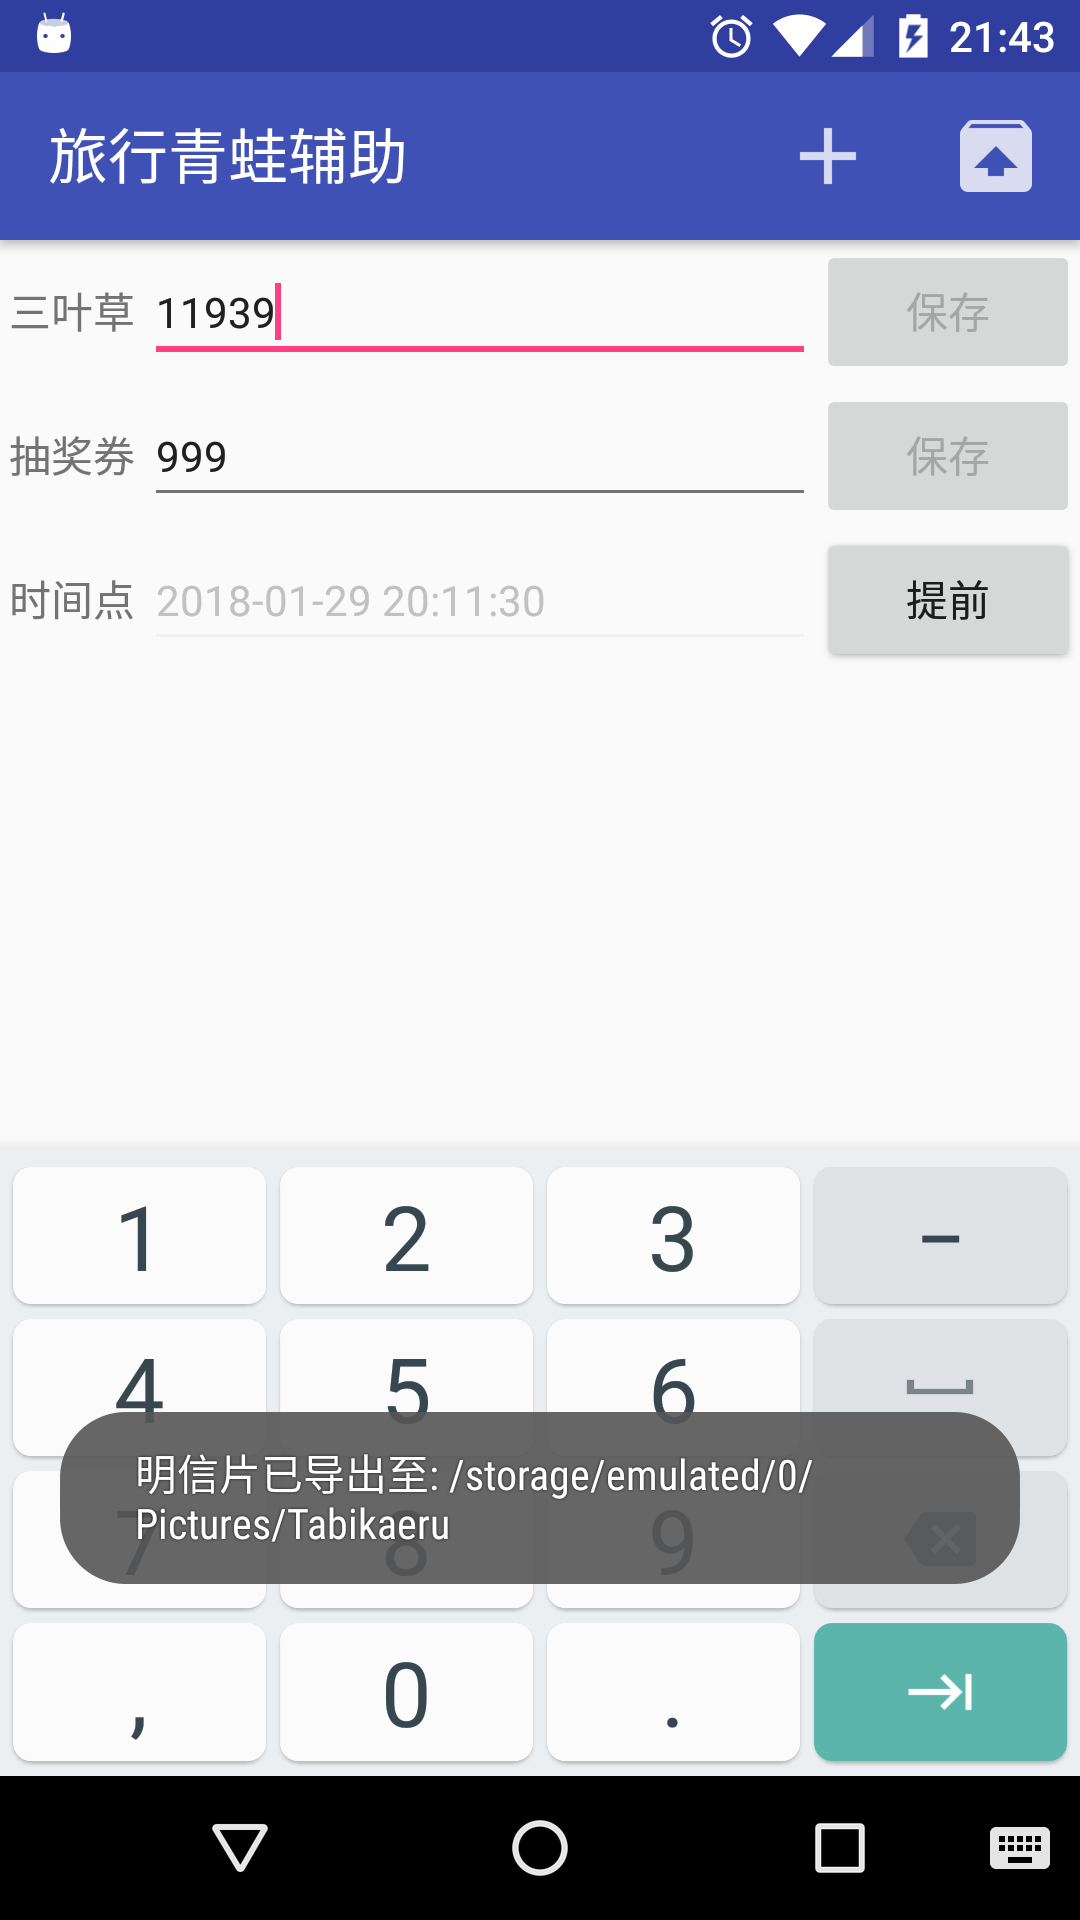 21:43
旅行青蛙辅助
三叶草 11939 保存
抽奖券 999 保存
时间点 2018-01-29 20:11:30 提前
1 2 3 –
4 5 6
明信片已导出至: /storage/emulated/0/
Pictures/Tabikaeru
7 8 9
, 0 .